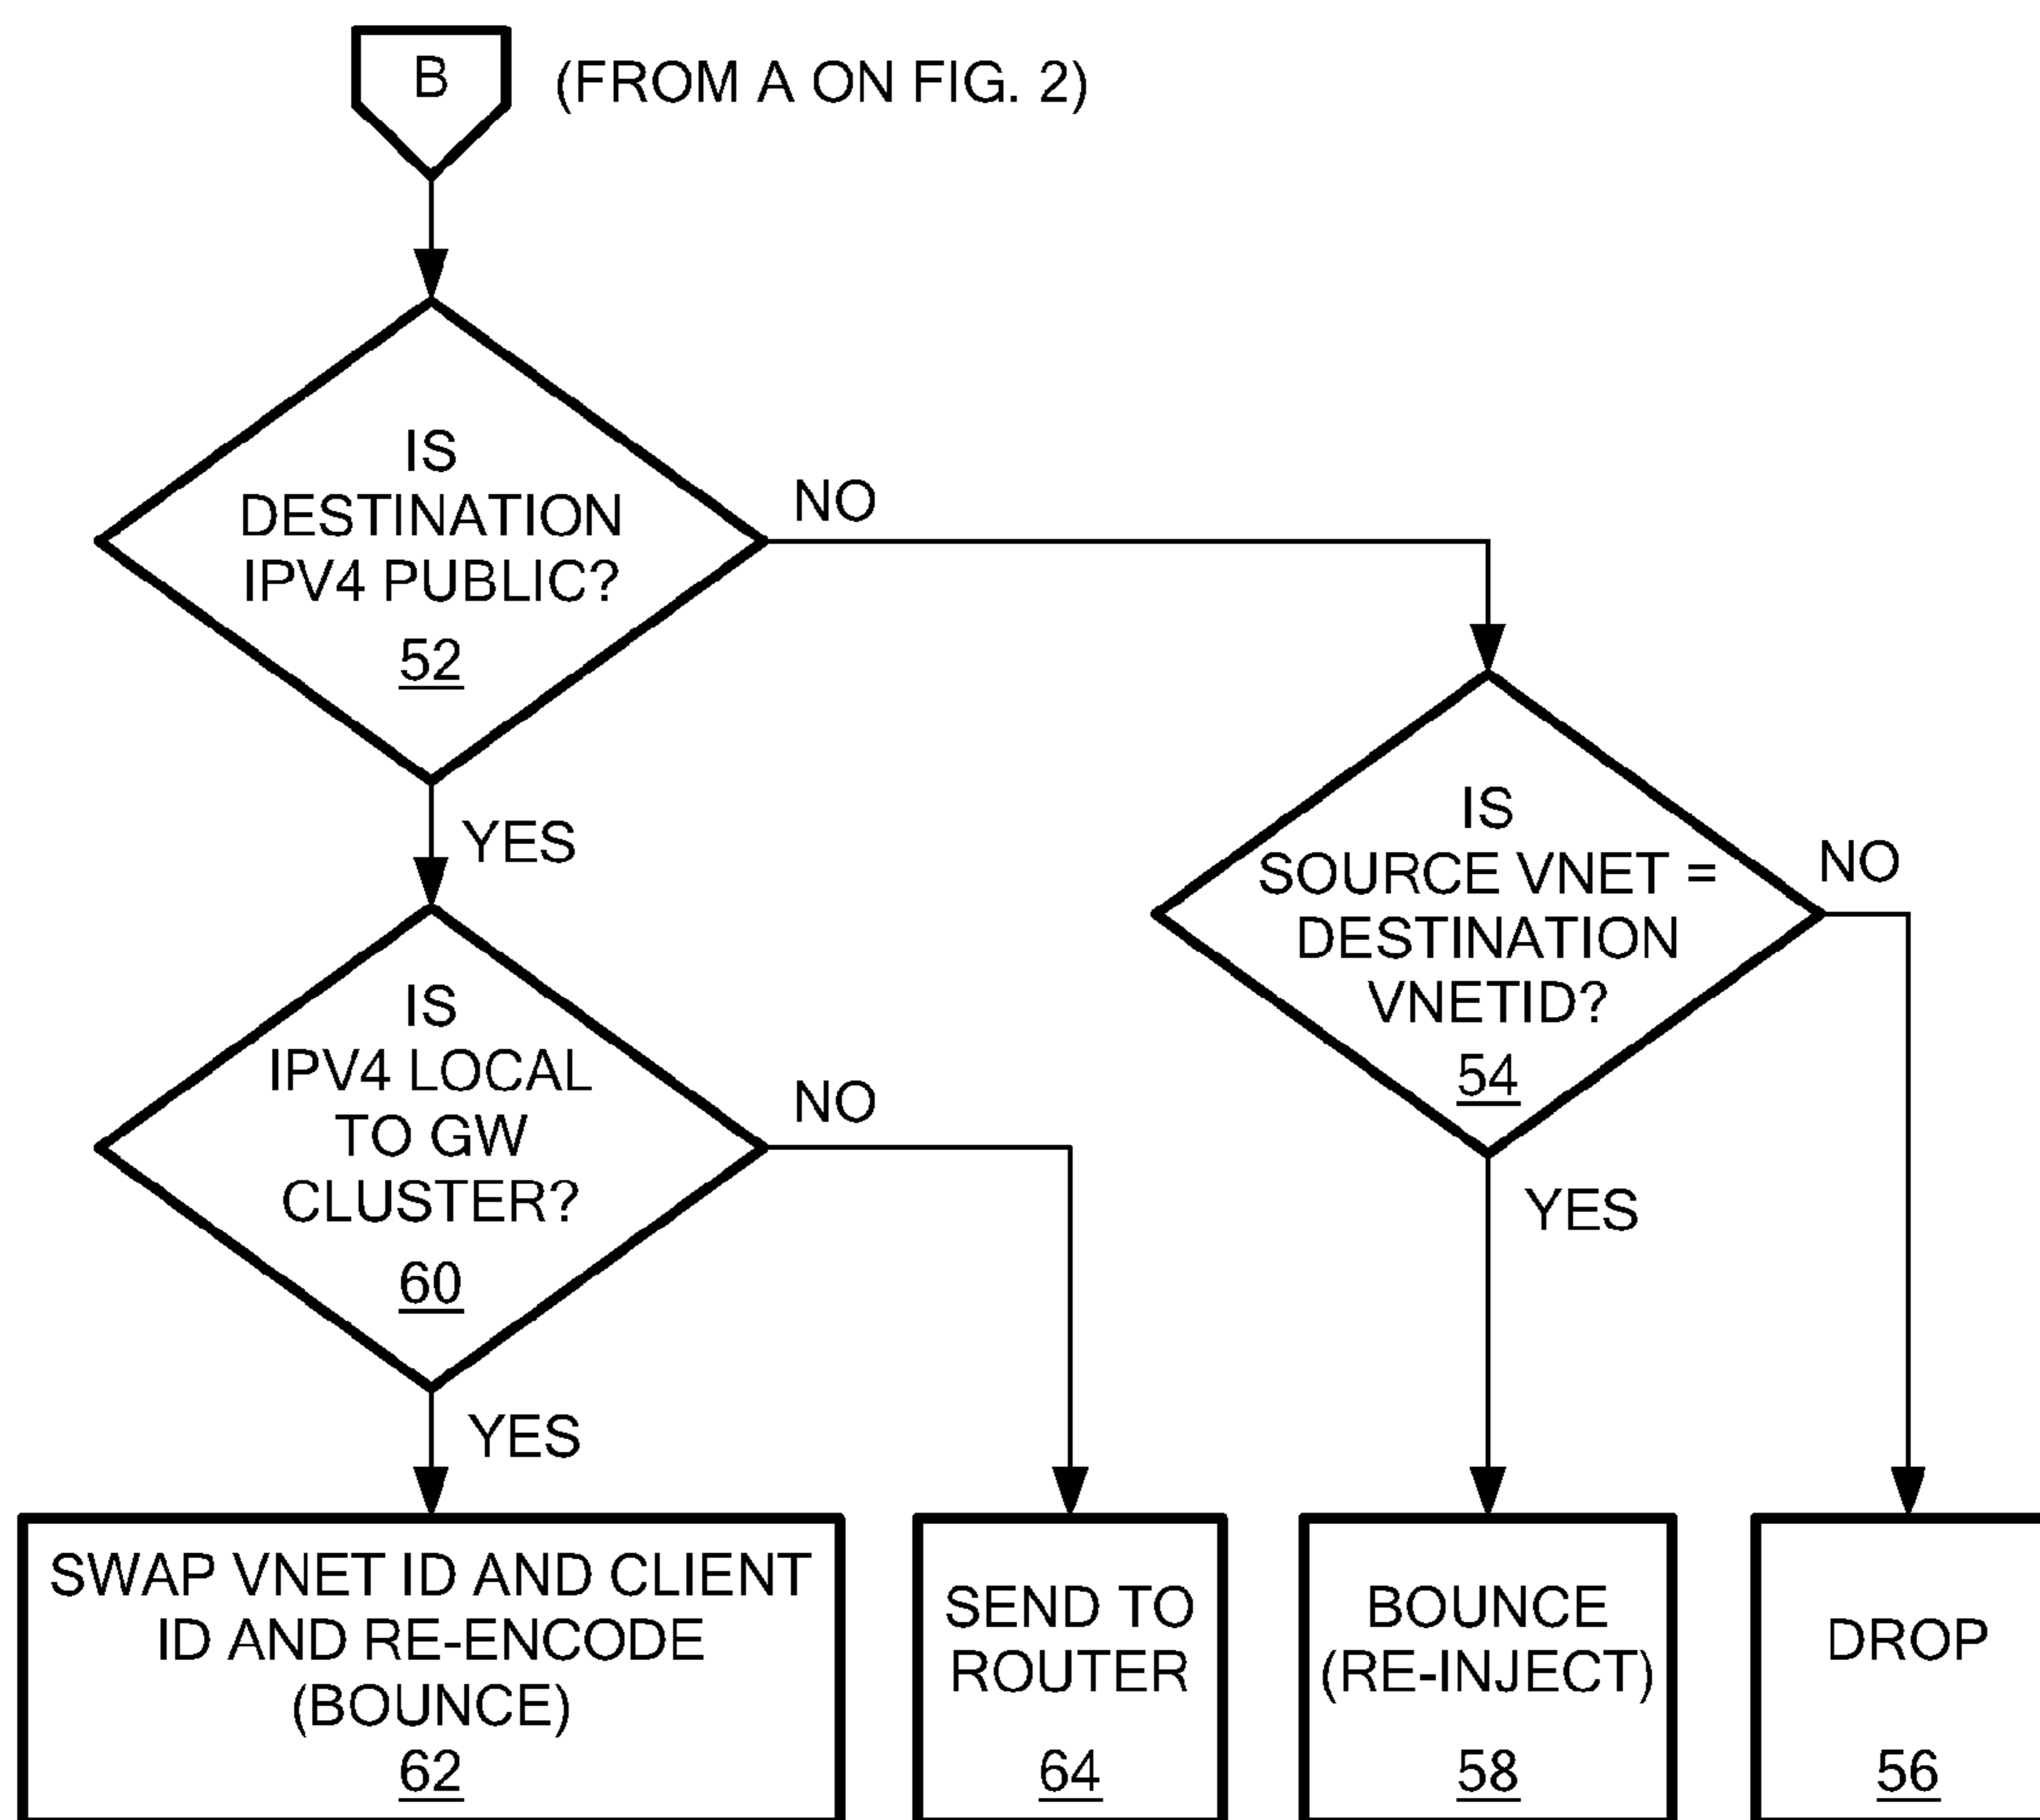 B
(FROM A ON FIG. 2)
IS
DESTINATION
IPV4 PUBLIC?
52
NO
YES
IS
SOURCE VNET =
DESTINATION
VNETID?
54
NO
YES
IS
IPV4 LOCAL
TO GW
CLUSTER?
60
NO
YES
SWAP VNET ID AND CLIENT
ID AND RE-ENCODE
(BOUNCE)
62
SEND TO
ROUTER
64
BOUNCE
(RE-INJECT)
58
DROP
56